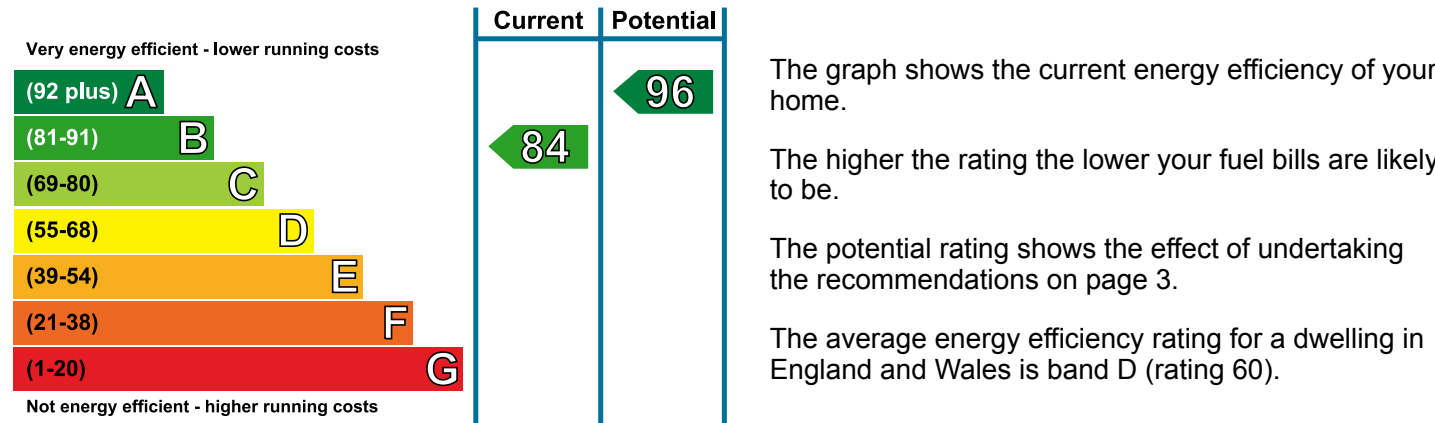 Current Potential
Very energy efficient - lower running costs
(92 plus) A
(81-91) B
(69-80) C
(55-68) D
(39-54) E
(21-38) F
(1-20) G
Not energy efficient - higher running costs
96
84
The graph shows the current energy efficiency of your
home.
The higher the rating the lower your fuel bills are likely
to be.
The potential rating shows the effect of undertaking
the recommendations on page 3.
The average energy efficiency rating for a dwelling in
England and Wales is band D (rating 60).